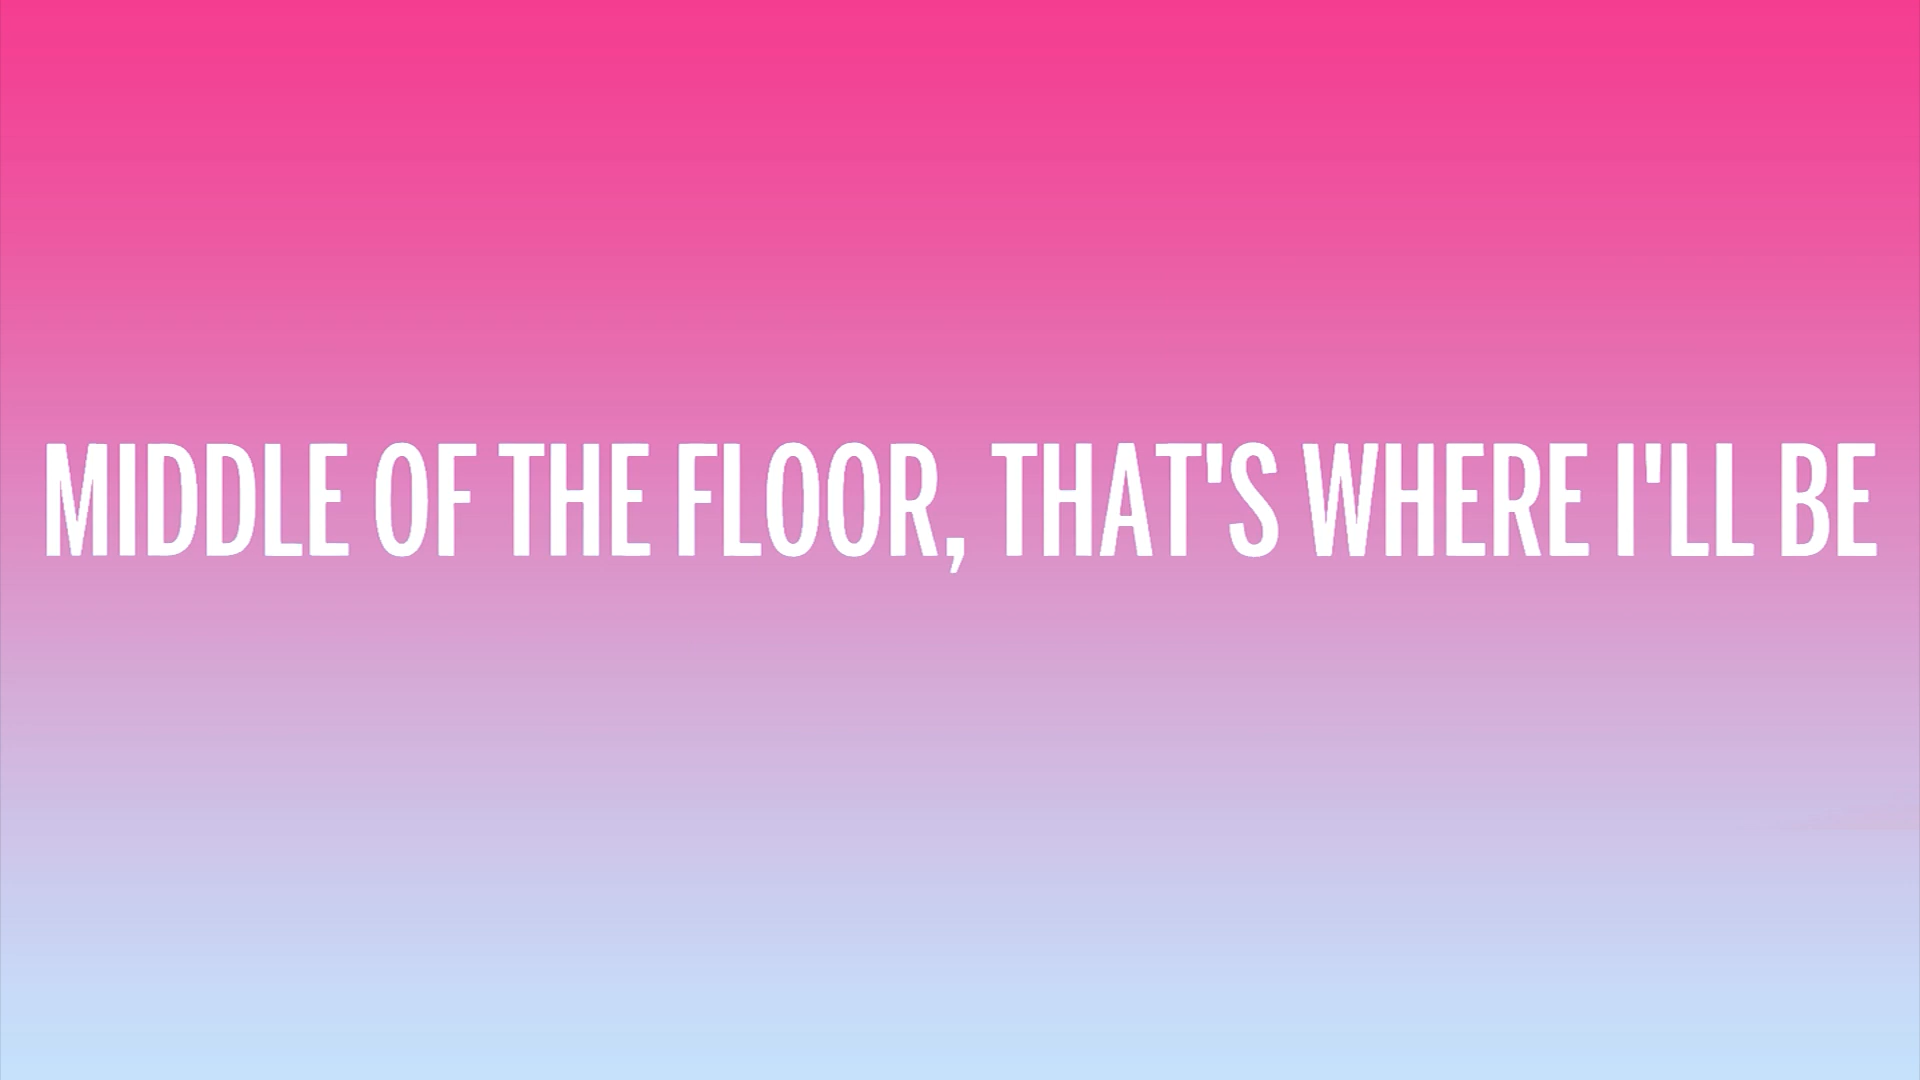 MIDDLE OF THE FLOOR, THAT'S WHERE I'LL BE